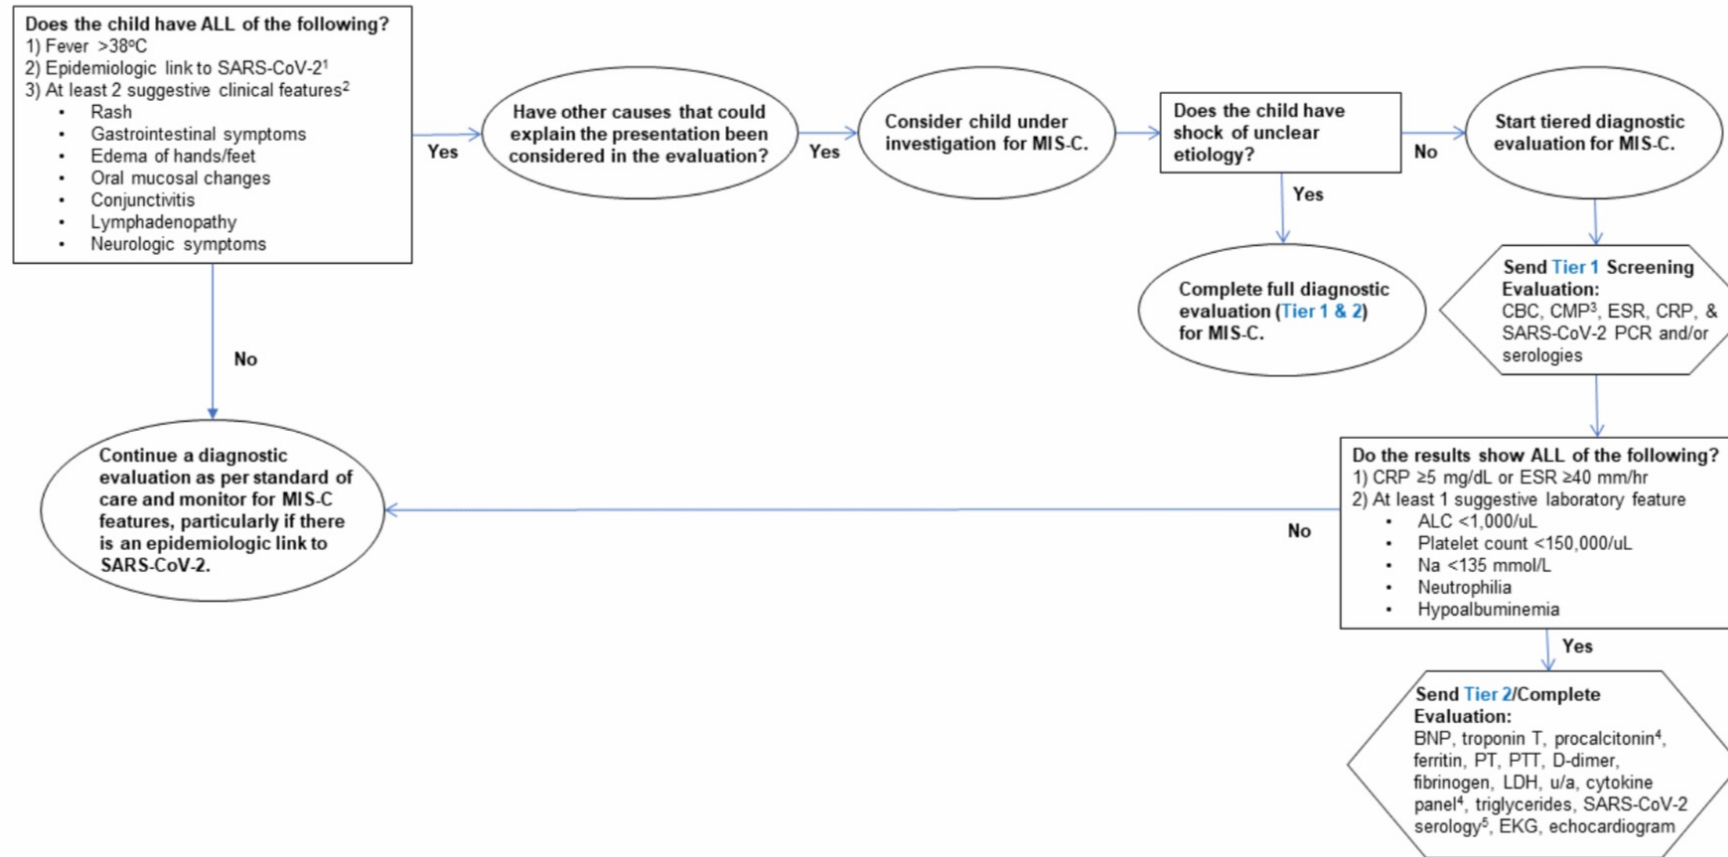 Does the child have ALL of the following?
1) Fever >38°C
2) Epidemiologic link to SARS-CoV-2¹
3) At least 2 suggestive clinical features²
• Rash
• Gastrointestinal symptoms
• Edema of hands/feet
• Oral mucosal changes
• Conjunctivitis
• Lymphadenopathy
• Neurologic symptoms
Yes
Have other causes that could
explain the presentation been
considered in the evaluation?
Yes
Consider child under
investigation for MIS-C.
Does the child have
shock of unclear
etiology?
No
Start tiered diagnostic
evaluation for MIS-C.
Yes
Complete full diagnostic
evaluation (Tier 1 & 2)
for MIS-C.
Send Tier 1 Screening
Evaluation:
CBC, CMP³, ESR, CRP, &
SARS-CoV-2 PCR and/or
serologies
No
Continue a diagnostic
evaluation as per standard of
care and monitor for MIS-C
features, particularly if there
is an epidemiologic link to
SARS-CoV-2.
Do the results show ALL of the following?
1) CRP ≥5 mg/dL or ESR ≥40 mm/hr
2) At least 1 suggestive laboratory feature
• ALC <1,000/uL
• Platelet count <150,000/uL
• Na <135 mmol/L
• Neutrophilia
• Hypoalbuminemia
No
Yes
Send Tier 2/Complete
Evaluation:
BNP, troponin T, procalcitonin⁴,
ferritin, PT, PTT, D-dimer,
fibrinogen, LDH, u/a, cytokine
panel⁴, triglycerides, SARS-CoV-2
serology⁵, EKG, echocardiogram